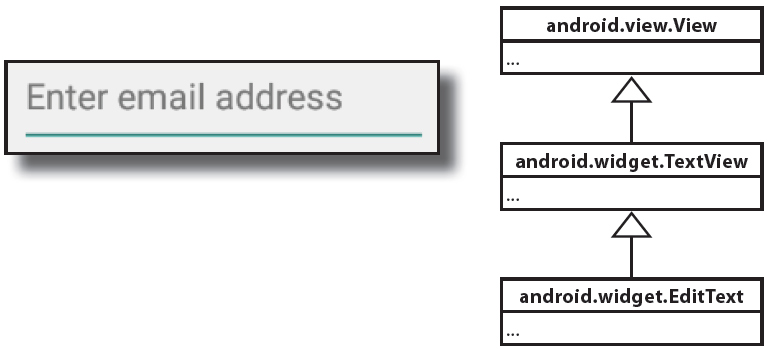 Enter email address
android.view.View
...
android.widget.TextView
...
android.widget.EditText
...